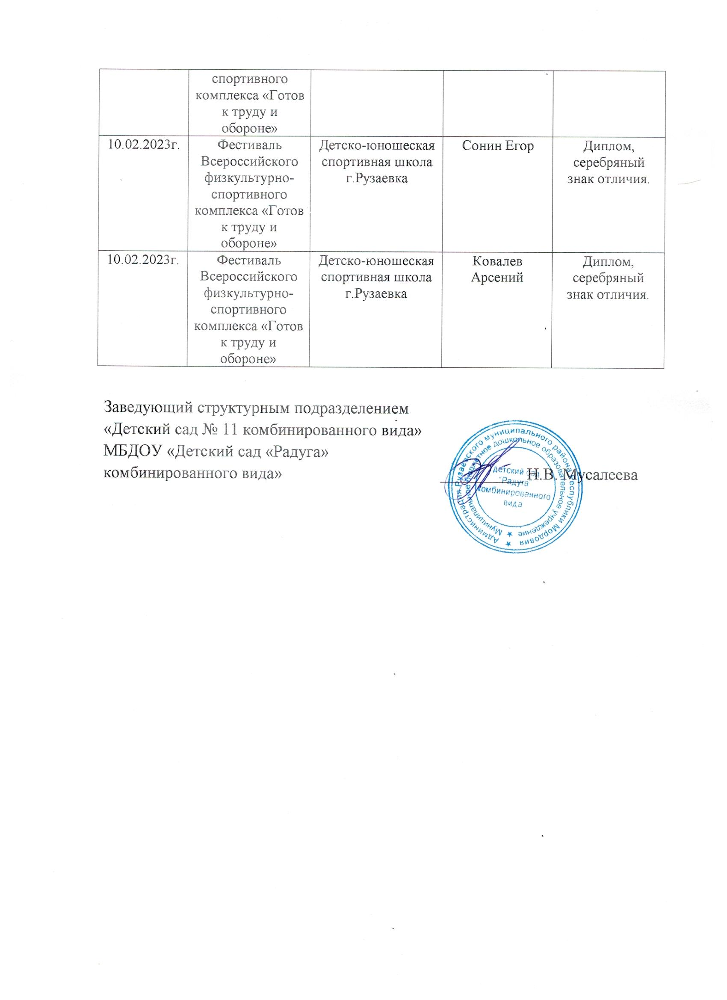 спортивного
комплекса «Готов
к труду и
обороне»
10.02.2023г.
Фестиваль
Всероссийского
физкультурно-
спортивного
комплекса «Готов
к труду и
обороне»
Детско-юношеская
спортивная школа
г.Рузаевка
Сонин Егор
Диплом,
серебряный
знак отличия.
10.02.2023г.
Фестиваль
Всероссийского
физкультурно-
спортивного
комплекса «Готов
к труду и
обороне»
Детско-юношеская
спортивная школа
г.Рузаевка
Ковалев
Арсений
Диплом,
серебряный
знак отличия.
Заведующий структурным подразделением
«Детский сад № 11 комбинированного вида»
МБДОУ «Детский сад «Радуга»
комбинированного вида»
Н.В. Мусалеева
Администрация Рузаевского муниципального района Республики Мордовия
Муниципальное бюджетное дошкольное образовательное учреждение
детский сад
"Радуга"
комбинированного
вида